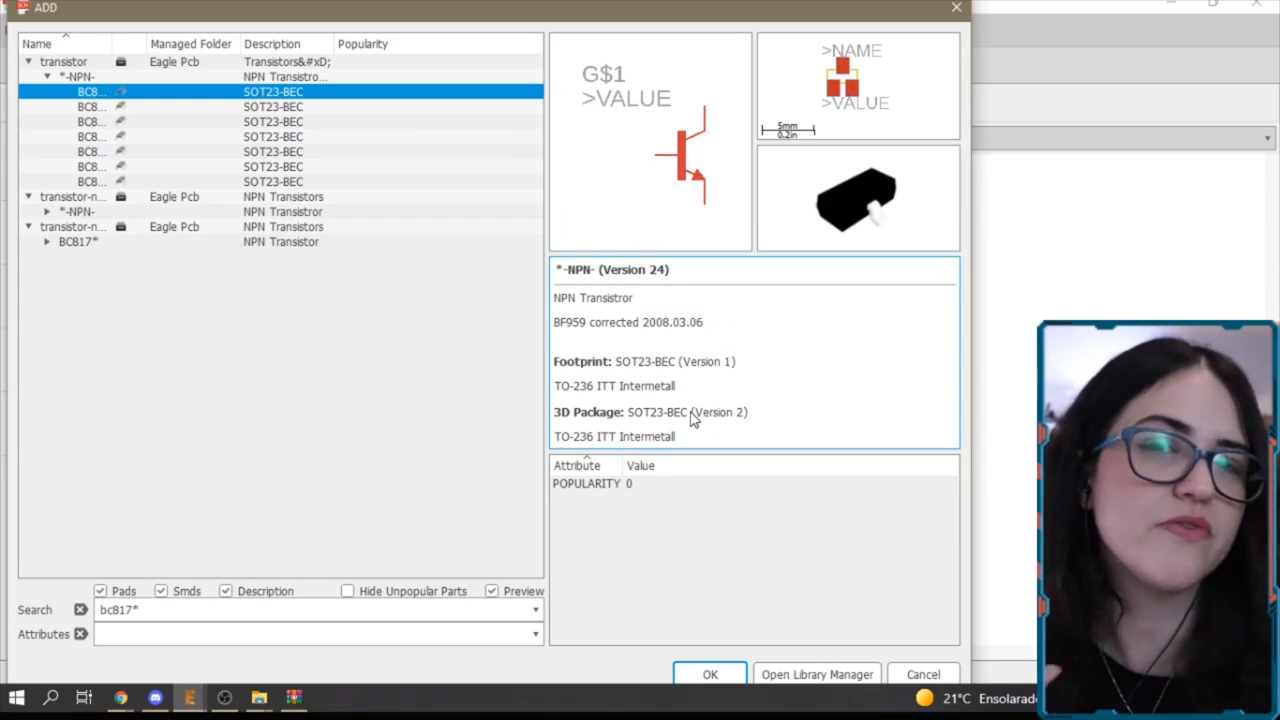 ADD
Name Managed Folder Description Popularity
transistor Eagle Pcb Transistors&#xD;
*-NPN- NPN Transistro...
BC8... SOT23-BEC
BC8... SOT23-BEC
BC8... SOT23-BEC
BC8... SOT23-BEC
BC8... SOT23-BEC
BC8... SOT23-BEC
BC8... SOT23-BEC
transistor-n... Eagle Pcb NPN Transistors
*-NPN- NPN Transistror
transistor-n... Eagle Pcb NPN Transistors
BC817* NPN Transistor
Pads Smds Description Hide Unpopular Parts Preview
Search bc817*
Attributes
G$1
>VALUE
>NAME
>VALUE
5mm
0.2in
*-NPN- (Version 24)
NPN Transistror
BF959 corrected 2008.03.06
Footprint: SOT23-BEC (Version 1)
TO-236 ITT Intermetall
3D Package: SOT23-BEC (Version 2)
TO-236 ITT Intermetall
Attribute Value
POPULARITY 0
OK Open Library Manager Cancel
21°C Ensolarado